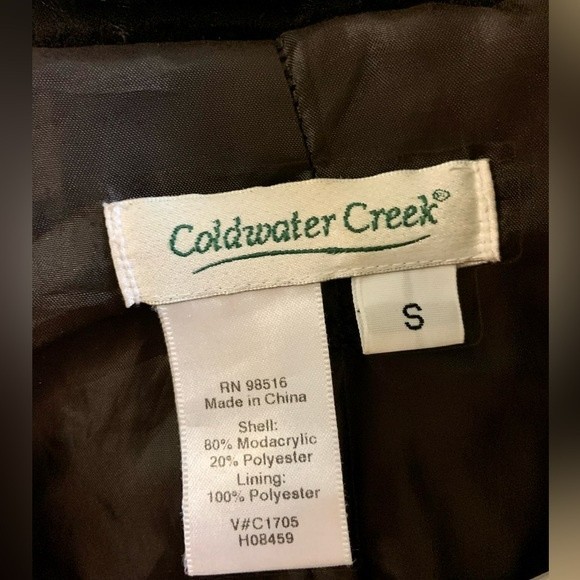 Coldwater Creek®
S
RN 98516
Made in China
Shell:
80% Modacrylic
20% Polyester
Lining:
100% Polyester
V#C1705
H08459